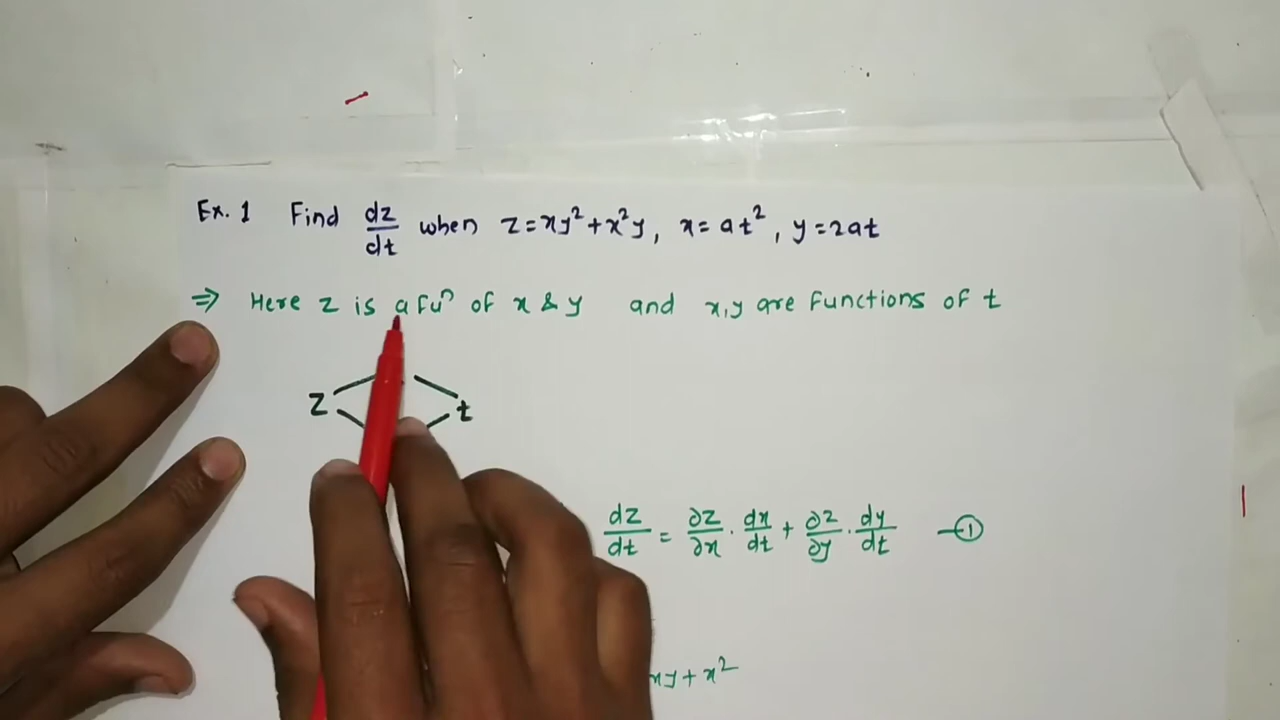 Ex. 1 Find dz/dt when z=xy²+x²y, x=at², y=2at
⇒ Here z is a fuⁿ of x & y and x,y are functions of t
z t
dz/dt = ∂z/∂x · dx/dt + ∂z/∂y · dy/dt —①
xy+x²